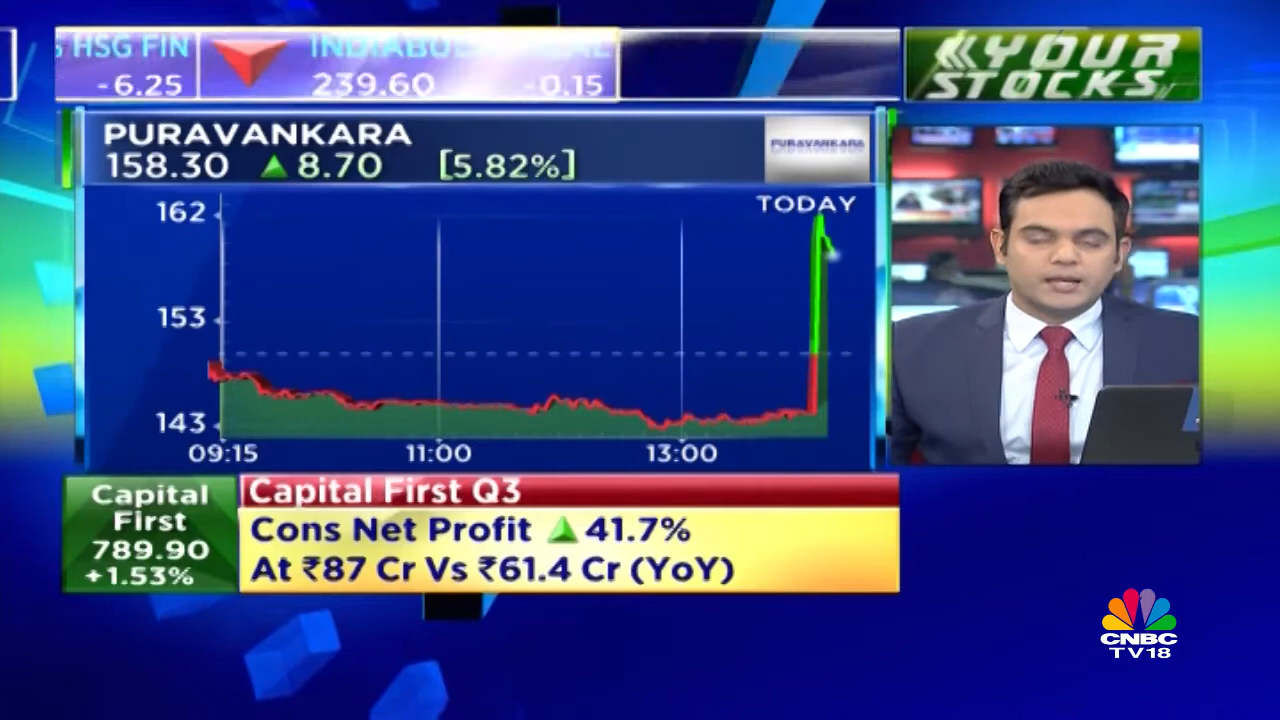 HSG FIN
-6.25
239.60
-0.15
YOUR
STOCKS
PURAVANKARA
158.30 ▲ 8.70 [5.82%]
PURAVANKARA
TODAY
162
153
143
09:15 11:00 13:00
Capital
First
789.90
+1.53%
Capital First Q3
Cons Net Profit ▲ 41.7%
At ₹87 Cr Vs ₹61.4 Cr (YoY)
CNBC
TV18